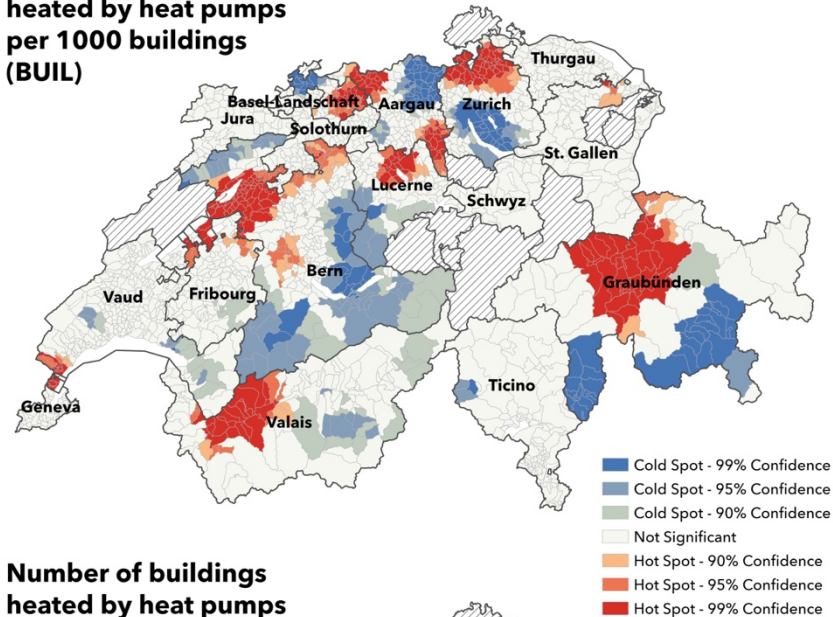 heated by heat pumps
per 1000 buildings
(BUIL)
Thurgau
Basel-Landschaft
Aargau
Zurich
Jura
Solothurn
St. Gallen
Lucerne
Schwyz
Bern
Graubünden
Vaud
Fribourg
Ticino
Geneva
Valais
Cold Spot - 99% Confidence
Cold Spot - 95% Confidence
Cold Spot - 90% Confidence
Not Significant
Hot Spot - 90% Confidence
Hot Spot - 95% Confidence
Hot Spot - 99% Confidence
Number of buildings
heated by heat pumps